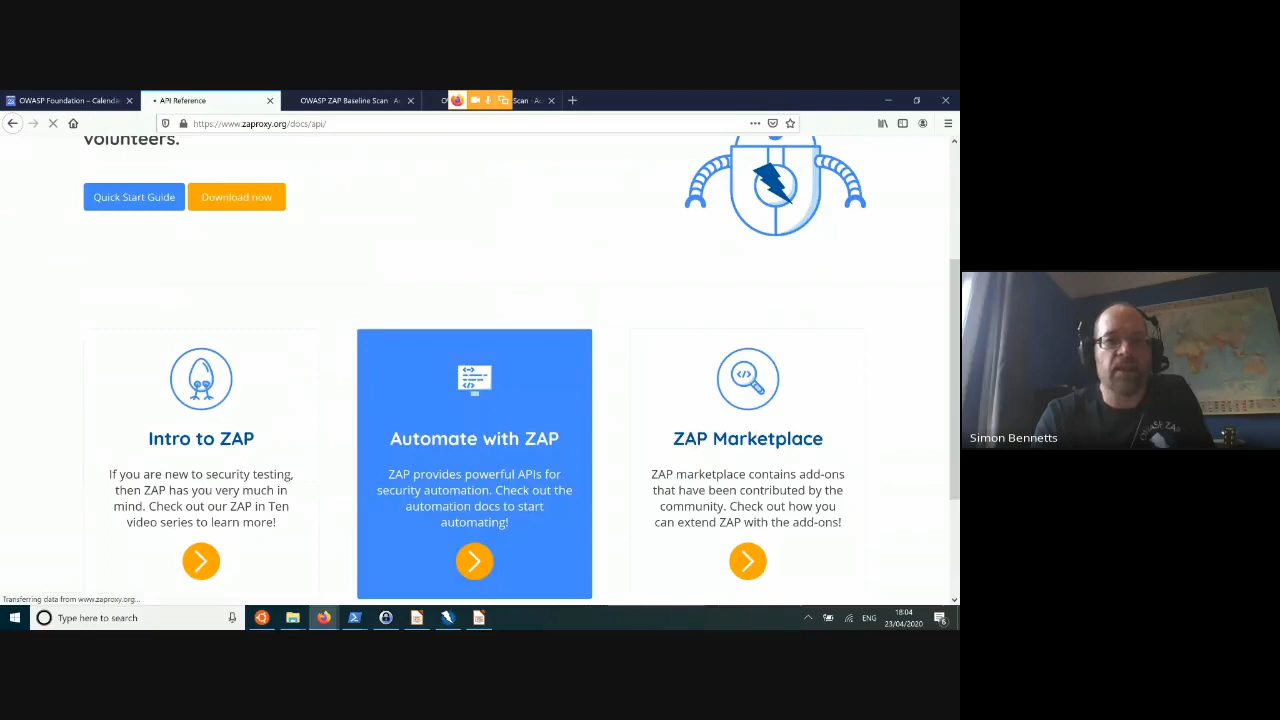 OWASP Foundation – Calenda
API Reference
OWASP ZAP Baseline Scan
Scan
https://www.zaproxy.org/docs/api/
volunteers.
Quick Start Guide
Download now
Intro to ZAP
If you are new to security testing,
then ZAP has you very much in
mind. Check out our ZAP in Ten
video series to learn more!
Automate with ZAP
ZAP provides powerful APIs for
security automation. Check out the
automation docs to start
automating!
ZAP Marketplace
ZAP marketplace contains add-ons
that have been contributed by the
community. Check out how you
can extend ZAP with the add-ons!
Transferring data from www.zaproxy.org...
Type here to search
ENG
18:04
23/04/2020
Simon Bennetts
OWASP ZAP